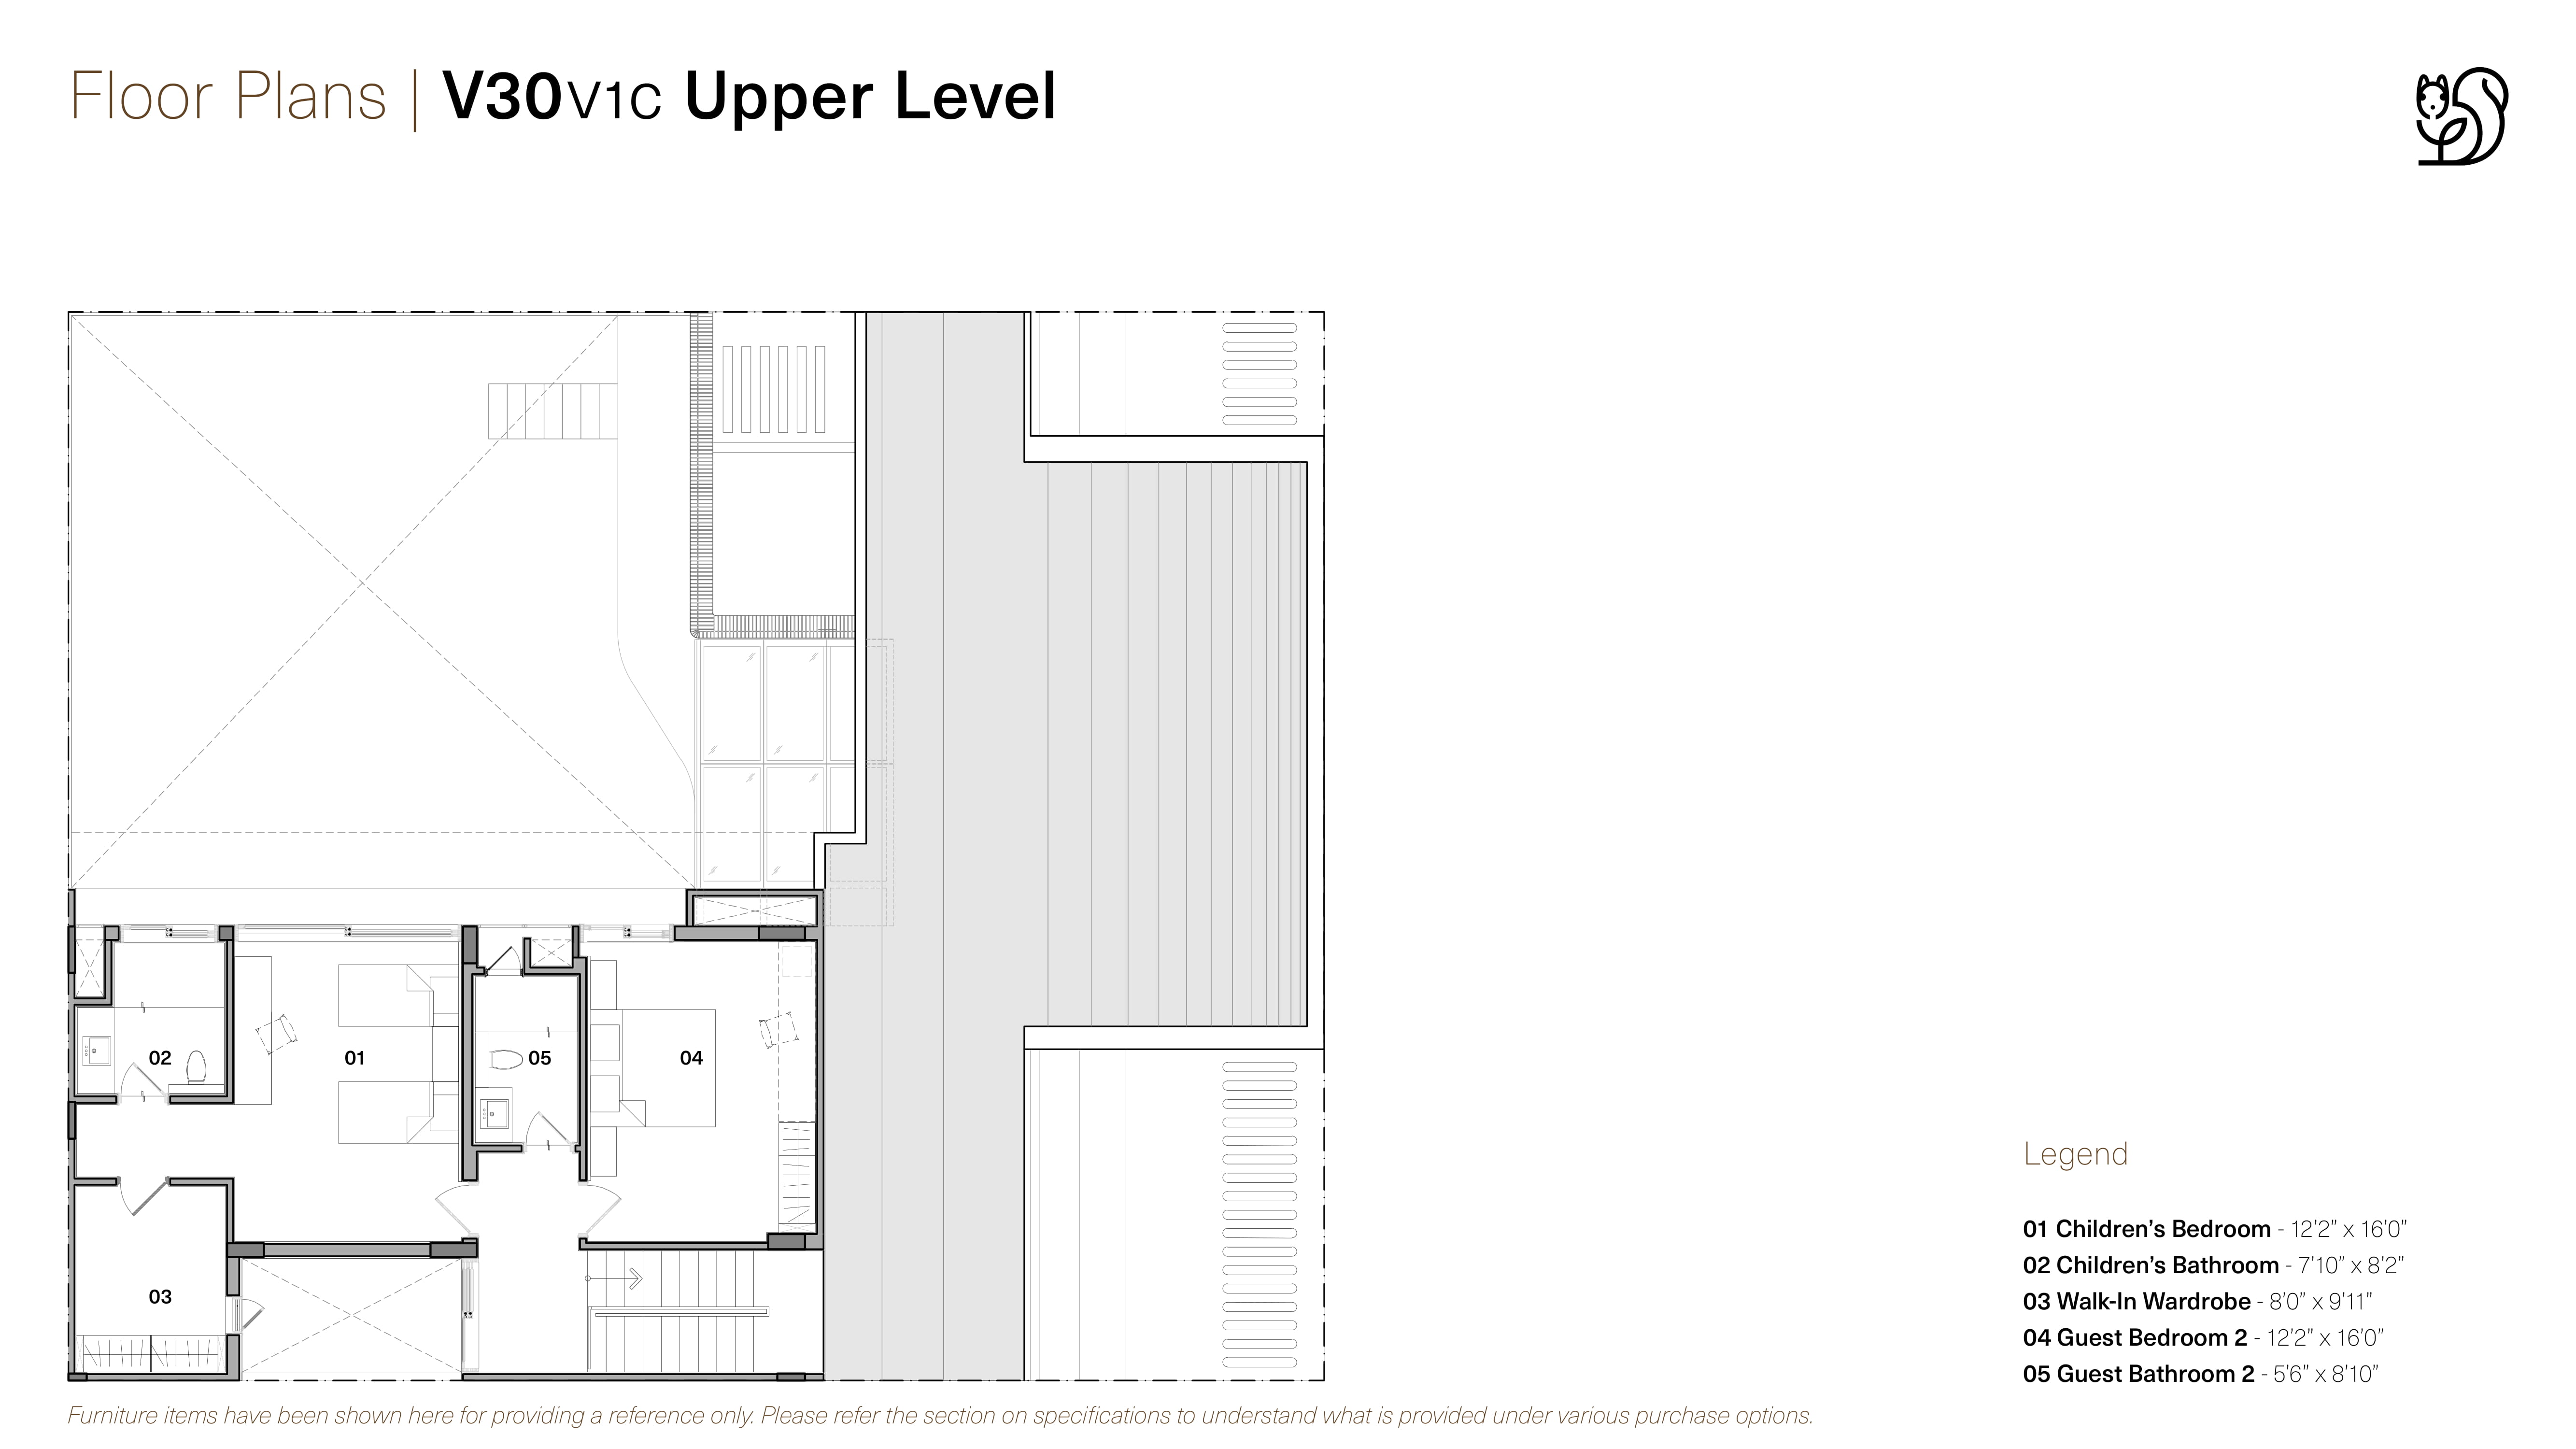 Floor Plans | V30V1C Upper Level
02
01
05
04
03
Legend
01 Children’s Bedroom - 12’2” x 16’0”
02 Children’s Bathroom - 7’10” x 8’2”
03 Walk-In Wardrobe - 8’0” x 9’11”
04 Guest Bedroom 2 - 12’2” x 16’0”
05 Guest Bathroom 2 - 5’6” x 8’10”
Furniture items have been shown here for providing a reference only. Please refer the section on specifications to understand what is provided under various purchase options.